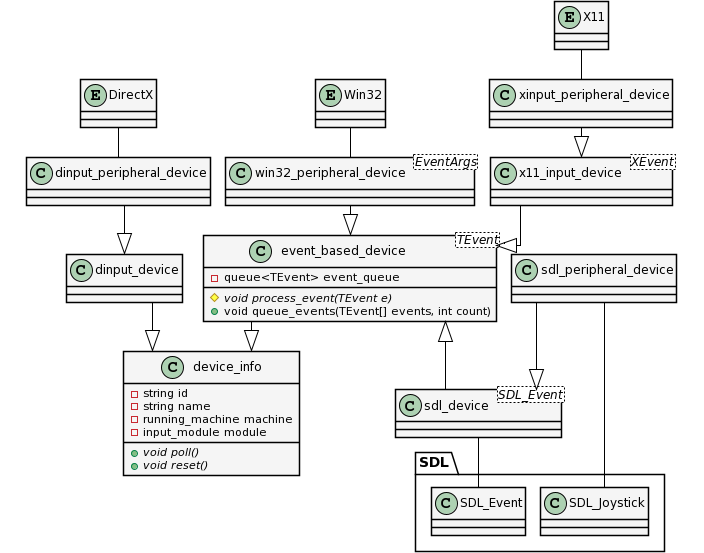 E X11
E DirectX
E Win32
C xinput_peripheral_device
C dinput_peripheral_device
C win32_peripheral_device
EventArgs
C x11_input_device
XEvent
C dinput_device
C event_based_device
TEvent
queue<TEvent> event_queue
void process_event(TEvent e)
void queue_events(TEvent[] events, int count)
C sdl_peripheral_device
C device_info
string id
string name
running_machine machine
input_module module
void poll()
void reset()
C sdl_device
SDL_Event
SDL
C SDL_Event
C SDL_Joystick